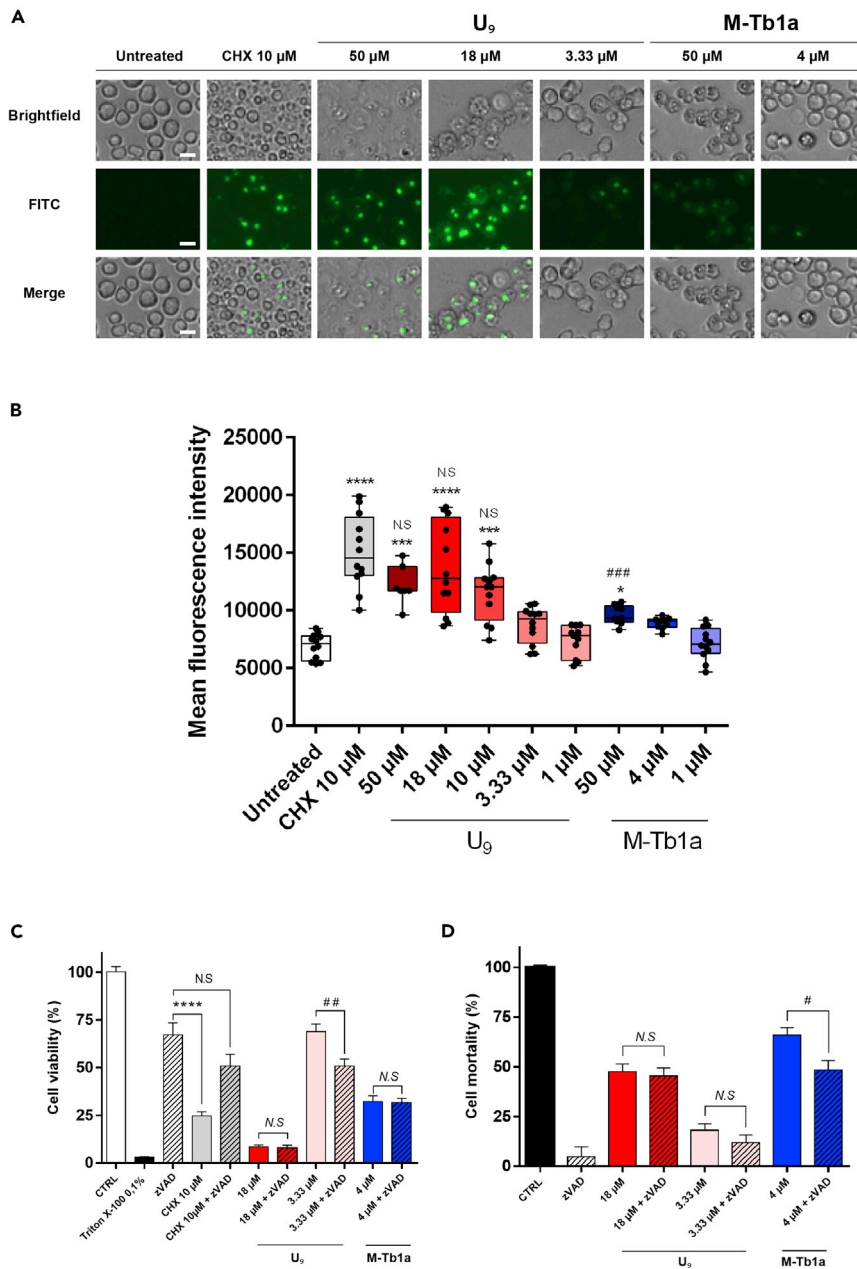 A
U₉
M-Tb1a
Untreated
CHX 10 µM
50 µM
18 µM
3.33 µM
50 µM
4 µM
Brightfield
FITC
Merge
B
Mean fluorescence intensity
25000
20000
15000
10000
5000
0
****
N.S
***
N.S
****
N.S
***
###
*
Untreated
CHX 10 µM
50 µM
18 µM
10 µM
3.33 µM
1 µM
50 µM
4 µM
1 µM
U₉
M-Tb1a
C
Cell viability (%)
100
75
50
25
0
N.S
****
N.S
##
N.S
CTRL
Triton X-100 0,1%
zVAD
CHX 10 µM
CHX 10µM + zVAD
18 µM
18 µM + zVAD
3.33 µM
3.33 µM + zVAD
4 µM
4 µM + zVAD
U₉
M-Tb1a
D
Cell mortality (%)
100
75
50
25
0
N.S
N.S
#
CTRL
zVAD
18 µM
18 µM + zVAD
3.33 µM
3.33 µM + zVAD
4 µM
4 µM + zVAD
U₉
M-Tb1a